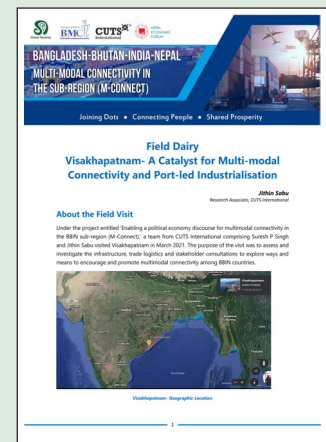 BMCP
CUTS
International
NEPAL
ECONOMIC
FORUM
BANGLADESH-BHUTAN-INDIA-NEPAL
MULTI-MODAL CONNECTIVITY IN
THE SUB-REGION (M-CONNECT)
Joining Dots • Connecting People • Shared Prosperity
Field Dairy
Visakhapatnam- A Catalyst for Multi-modal
Connectivity and Port-led Industrialisation
Jithin Sabu
Research Associate, CUTS International
About the Field Visit
Under the project entitled 'Enabling a political economy discourse for multimodal connectivity in
the BBIN sub-region (M-Connect),' a team from CUTS International comprising Suresh P Singh
and Jithin Sabu visited Visakhapatnam in March 2021. The purpose of the visit was to assess and
investigate the infrastructure, trade logistics and stakeholder consultations to explore ways and
means to encourage and promote multimodal connectivity among BBIN countries.
Visakhapatnam
Visakhapatnam- Geographic Location
1